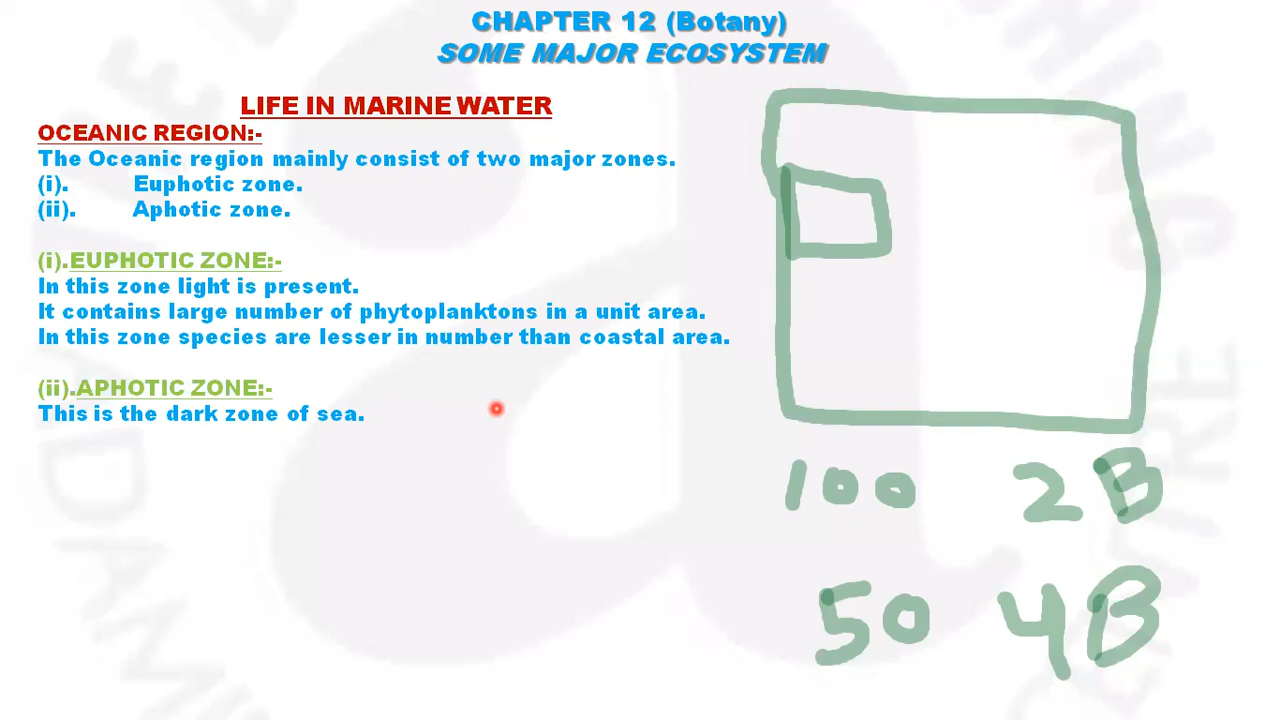 CHAPTER 12 (Botany)
SOME MAJOR ECOSYSTEM
LIFE IN MARINE WATER
OCEANIC REGION:-
The Oceanic region mainly consist of two major zones.
(i). Euphotic zone.
(ii). Aphotic zone.
(i).EUPHOTIC ZONE:-
In this zone light is present.
It contains large number of phytoplanktons in a unit area.
In this zone species are lesser in number than coastal area.
(ii).APHOTIC ZONE:-
This is the dark zone of sea.
100 2B
50 4B